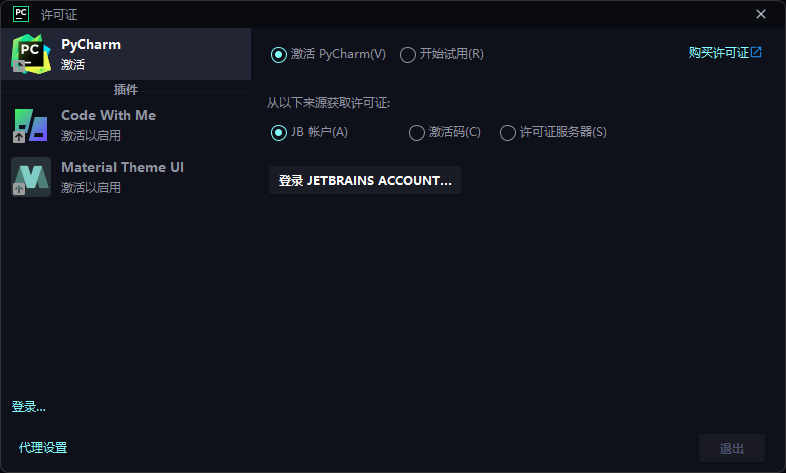 PC 许可证
PC PyCharm
激活
插件
Code With Me
激活以启用
Material Theme UI
激活以启用
登录...
代理设置
激活 PyCharm(V) 开始试用(R) 购买许可证
从以下来源获取许可证:
JB 帐户(A) 激活码(C) 许可证服务器(S)
登录 JETBRAINS ACCOUNT...
退出